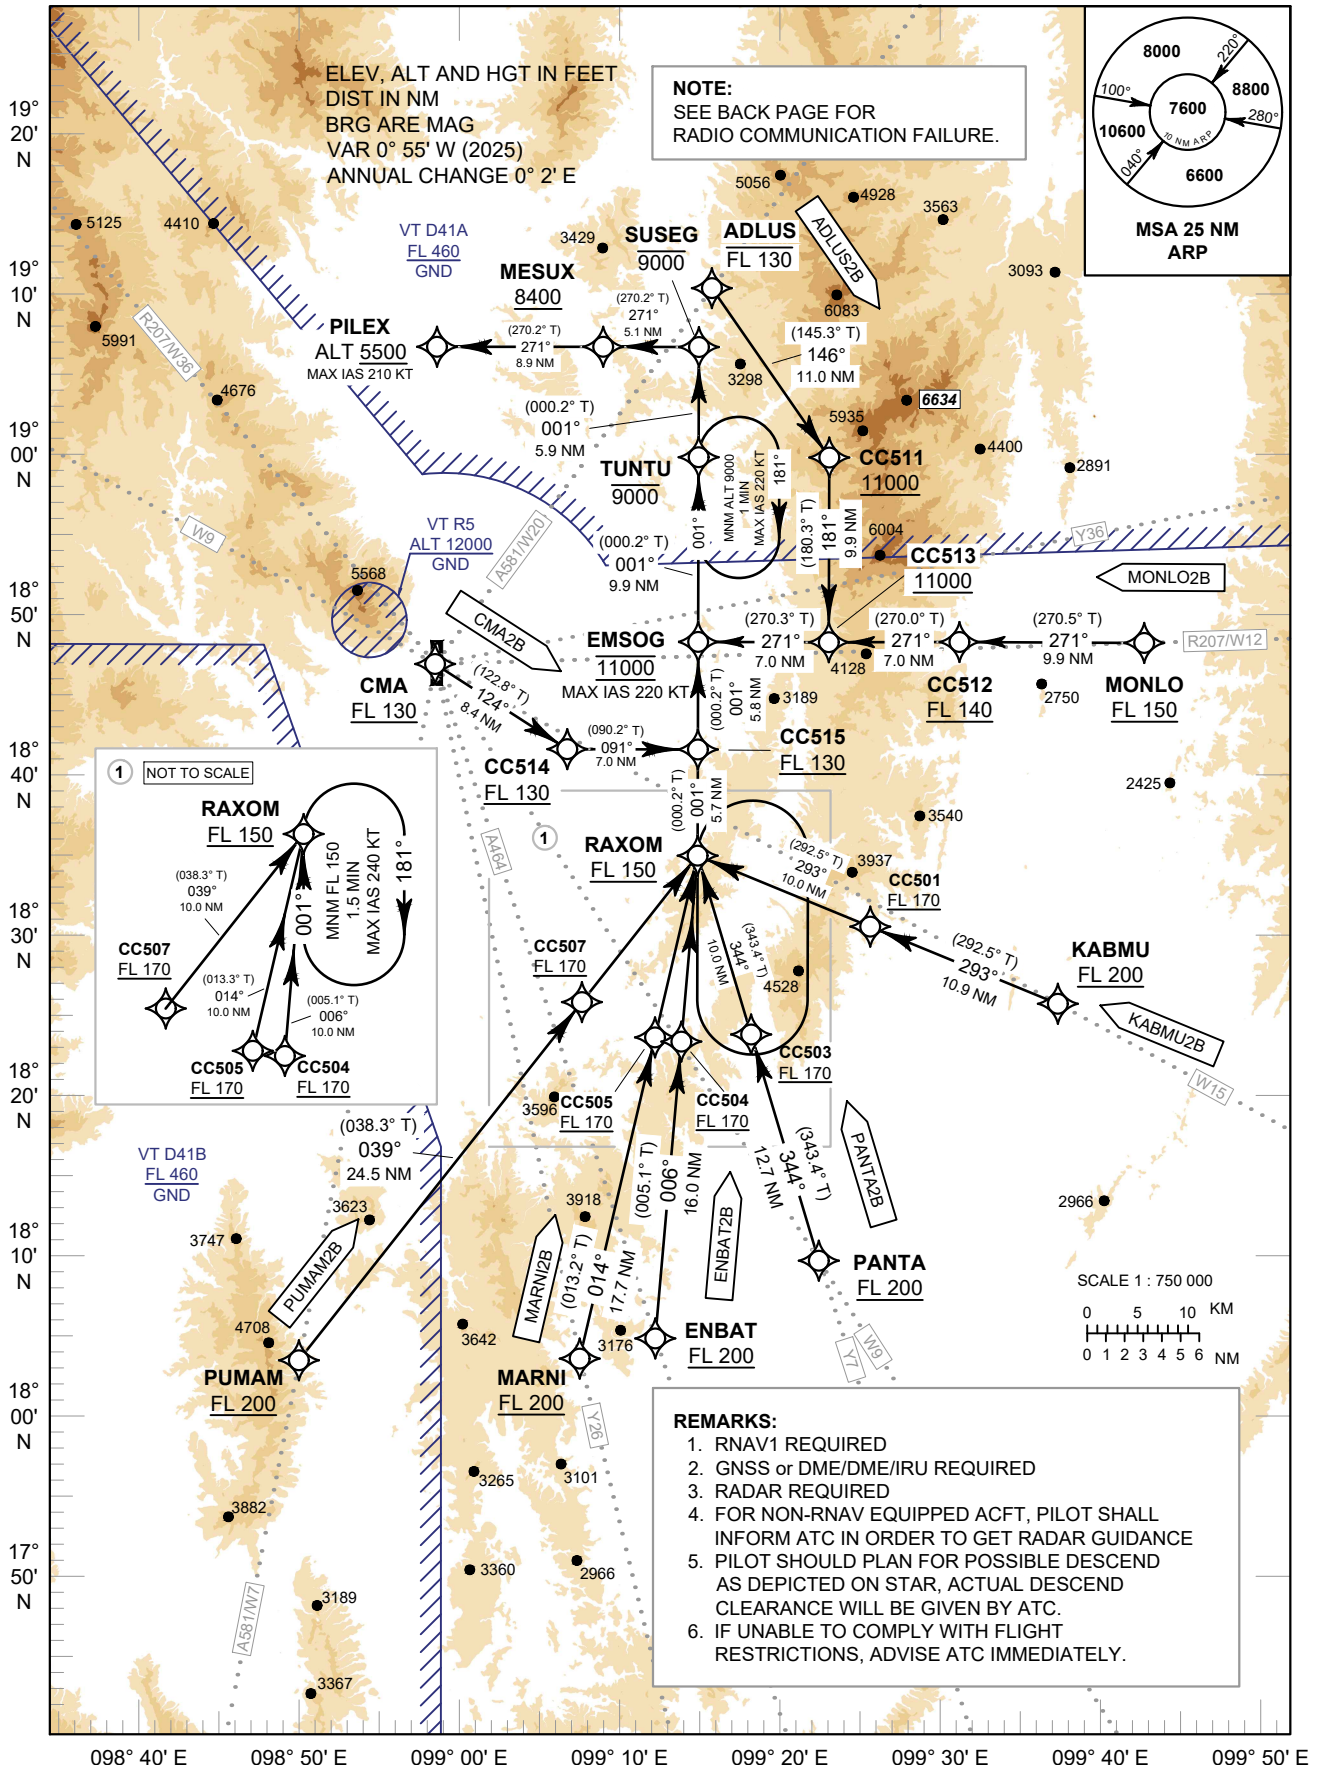 ELEV, ALT AND HGT IN FEET
DIST IN NM
BRG ARE MAG
VAR 0° 55' W (2025)
ANNUAL CHANGE 0° 2' E
NOTE:
SEE BACK PAGE FOR
RADIO COMMUNICATION FAILURE.
8000
220°
8800
100°
7600
280°
10600
10 NM ARP
040°
6600
MSA 25 NM
ARP
19°
20'
N
19°
10'
N
19°
00'
N
18°
50'
N
18°
40'
N
18°
30'
N
18°
20'
N
18°
10'
N
18°
00'
N
17°
50'
N
5056
4928
3563
5125
4410
3429
3093
VT D41A
FL 460
GND
SUSEG
9000
ADLUS
FL 130
ADLUS2B
MESUX
8400
6083
5991
R207/W36
PILEX
ALT 5500
MAX IAS 210 KT
(270.2° T)
271°
8.9 NM
(270.2° T)
271°
5.1 NM
(145.3° T)
146°
11.0 NM
3298
4676
6634
5935
4400
2891
(000.2° T)
001°
5.9 NM
TUNTU
9000
001°
MNM ALT 9000
1 MIN
MAX IAS 220 KT
181°
CC511
11000
W9
VT R5
ALT 12000
GND
A581/W20
(000.2° T)
001°
9.9 NM
(180.3° T)
181°
9.9 NM
6004
Y36
CC513
11000
MONLO2B
5568
CMA2B
EMSOG
11000
MAX IAS 220 KT
(270.3° T)
271°
7.0 NM
(270.0° T)
271°
7.0 NM
(270.5° T)
271°
9.9 NM
R207/W12
4128
CMA
FL 130
(122.8° T)
124°
8.4 NM
(000.2° T)
001°
5.8 NM
3189
CC512
FL 140
2750
MONLO
FL 150
(090.2° T)
091°
7.0 NM
CC514
FL 130
CC515
FL 130
2425
1 NOT TO SCALE
RAXOM
FL 150
(038.3° T)
039°
10.0 NM
001°
MNM FL 150
1.5 MIN
MAX IAS 240 KT
181°
CC507
FL 170
(013.3° T)
014°
10.0 NM
(005.1° T)
006°
10.0 NM
CC505
FL 170
CC504
FL 170
(000.2° T)
001°
5.7 NM
A464
1
RAXOM
FL 150
3540
3937
(292.5° T)
293°
10.0 NM
CC501
FL 170
CC507
FL 170
(343.4° T)
344°
10.0 NM
4528
(292.5° T)
293°
10.9 NM
KABMU
FL 200
KABMU2B
W15
CC503
FL 170
3596
CC505
FL 170
CC504
FL 170
(038.3° T)
039°
24.5 NM
VT D41B
FL 460
GND
(005.1° T)
006°
16.0 NM
(343.4° T)
344°
12.7 NM
PANTA2B
2966
3623
3747
3918
PUMAM2B
MARNI2B
(013.2° T)
014°
17.7 NM
ENBAT2B
PANTA
FL 200
SCALE 1 : 750 000
0 5 10 KM
0 1 2 3 4 5 6 NM
4708
3642
3176
ENBAT
FL 200
Y7
W9
PUMAM
FL 200
MARNI
FL 200
Y26
3265
3101
3882
3360
2966
3189
A581/W7
3367
REMARKS:
1. RNAV1 REQUIRED
2. GNSS or DME/DME/IRU REQUIRED
3. RADAR REQUIRED
4. FOR NON-RNAV EQUIPPED ACFT, PILOT SHALL
INFORM ATC IN ORDER TO GET RADAR GUIDANCE
5. PILOT SHOULD PLAN FOR POSSIBLE DESCEND
AS DEPICTED ON STAR, ACTUAL DESCEND
CLEARANCE WILL BE GIVEN BY ATC.
6. IF UNABLE TO COMPLY WITH FLIGHT
RESTRICTIONS, ADVISE ATC IMMEDIATELY.
098° 40' E
098° 50' E
099° 00' E
099° 10' E
099° 20' E
099° 30' E
099° 40' E
099° 50' E